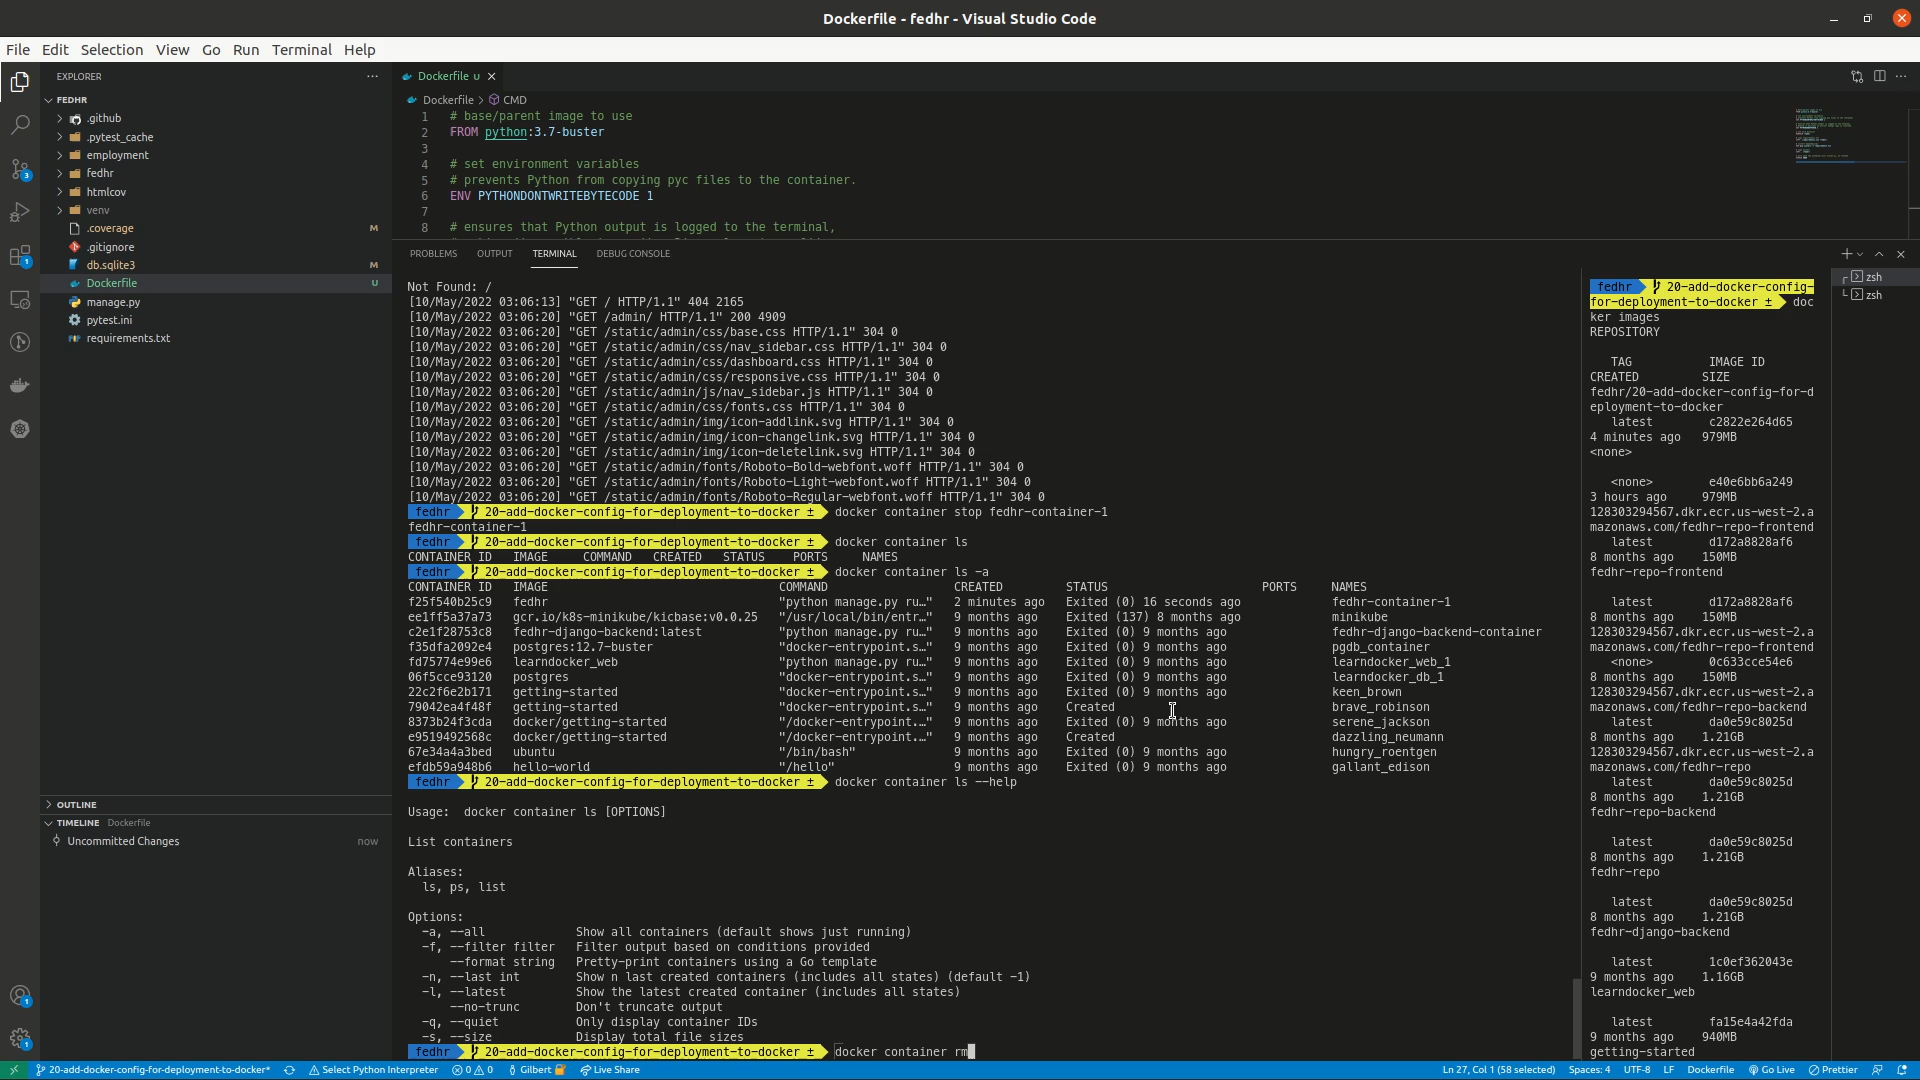 Dockerfile - fedhr - Visual Studio Code
File Edit Selection View Go Run Terminal Help
EXPLORER
FEDHR
.github
.pytest_cache
employment
fedhr
htmlcov
venv
.coverage M
.gitignore
db.sqlite3 M
Dockerfile U
manage.py
pytest.ini
requirements.txt
OUTLINE
TIMELINE Dockerfile
Uncommitted Changes now
3
1
1
1
Dockerfile U
Dockerfile > CMD
1 # base/parent image to use
2 FROM python:3.7-buster
3
4 # set environment variables
5 # prevents Python from copying pyc files to the container.
6 ENV PYTHONDONTWRITEBYTECODE 1
7
8 # ensures that Python output is logged to the terminal,
PROBLEMS OUTPUT TERMINAL DEBUG CONSOLE
Not Found: /
[10/May/2022 03:06:13] "GET / HTTP/1.1" 404 2165
[10/May/2022 03:06:20] "GET /admin/ HTTP/1.1" 200 4909
[10/May/2022 03:06:20] "GET /static/admin/css/base.css HTTP/1.1" 304 0
[10/May/2022 03:06:20] "GET /static/admin/css/nav_sidebar.css HTTP/1.1" 304 0
[10/May/2022 03:06:20] "GET /static/admin/css/dashboard.css HTTP/1.1" 304 0
[10/May/2022 03:06:20] "GET /static/admin/css/responsive.css HTTP/1.1" 304 0
[10/May/2022 03:06:20] "GET /static/admin/js/nav_sidebar.js HTTP/1.1" 304 0
[10/May/2022 03:06:20] "GET /static/admin/css/fonts.css HTTP/1.1" 304 0
[10/May/2022 03:06:20] "GET /static/admin/img/icon-addlink.svg HTTP/1.1" 304 0
[10/May/2022 03:06:20] "GET /static/admin/img/icon-changelink.svg HTTP/1.1" 304 0
[10/May/2022 03:06:20] "GET /static/admin/img/icon-deletelink.svg HTTP/1.1" 304 0
[10/May/2022 03:06:20] "GET /static/admin/fonts/Roboto-Bold-webfont.woff HTTP/1.1" 304 0
[10/May/2022 03:06:20] "GET /static/admin/fonts/Roboto-Light-webfont.woff HTTP/1.1" 304 0
[10/May/2022 03:06:20] "GET /static/admin/fonts/Roboto-Regular-webfont.woff HTTP/1.1" 304 0
fedhr 20-add-docker-config-for-deployment-to-docker ± docker container stop fedhr-container-1
fedhr-container-1
fedhr 20-add-docker-config-for-deployment-to-docker ± docker container ls
CONTAINER ID IMAGE COMMAND CREATED STATUS PORTS NAMES
fedhr 20-add-docker-config-for-deployment-to-docker ± docker container ls -a
CONTAINER ID IMAGE COMMAND CREATED STATUS PORTS NAMES
f25f540b25c9 fedhr "python manage.py ru…" 2 minutes ago Exited (0) 16 seconds ago fedhr-container-1
ee1ff5a37a73 gcr.io/k8s-minikube/kicbase:v0.0.25 "/usr/local/bin/entr…" 9 months ago Exited (137) 8 months ago minikube
c2e1f28753c8 fedhr-django-backend:latest "python manage.py ru…" 9 months ago Exited (0) 9 months ago fedhr-django-backend-container
f35dfa2092e4 postgres:12.7-buster "docker-entrypoint.s…" 9 months ago Exited (0) 9 months ago pgdb_container
fd75774e99e6 learndocker_web "python manage.py ru…" 9 months ago Exited (0) 9 months ago learndocker_web_1
06f5cce93120 postgres "docker-entrypoint.s…" 9 months ago Exited (0) 9 months ago learndocker_db_1
22c2f6e2b171 getting-started "docker-entrypoint.s…" 9 months ago Exited (0) 9 months ago keen_brown
79042ea4f48f getting-started "docker-entrypoint.s…" 9 months ago Created brave_robinson
8373b24f3cda docker/getting-started "/docker-entrypoint.…" 9 months ago Exited (0) 9 months ago serene_jackson
e9519492568c docker/getting-started "/docker-entrypoint.…" 9 months ago Created dazzling_neumann
67e34a4a3bed ubuntu "/bin/bash" 9 months ago Exited (0) 9 months ago hungry_roentgen
efdb59a948b6 hello-world "/hello" 9 months ago Exited (0) 9 months ago gallant_edison
fedhr 20-add-docker-config-for-deployment-to-docker ± docker container ls --help
Usage: docker container ls [OPTIONS]
List containers
Aliases:
ls, ps, list
Options:
-a, --all Show all containers (default shows just running)
-f, --filter filter Filter output based on conditions provided
--format string Pretty-print containers using a Go template
-n, --last int Show n last created containers (includes all states) (default -1)
-l, --latest Show the latest created container (includes all states)
--no-trunc Don't truncate output
-q, --quiet Only display container IDs
-s, --size Display total file sizes
fedhr 20-add-docker-config-for-deployment-to-docker ± docker container rm
fedhr 20-add-docker-config-
for-deployment-to-docker ± doc
ker images
REPOSITORY
TAG IMAGE ID
CREATED SIZE
fedhr/20-add-docker-config-for-d
eployment-to-docker
latest c2822e264d65
4 minutes ago 979MB
<none>
<none> e40e6bb6a249
3 hours ago 979MB
128303294567.dkr.ecr.us-west-2.a
mazonaws.com/fedhr-repo-frontend
latest d172a8828af6
8 months ago 150MB
fedhr-repo-frontend
latest d172a8828af6
8 months ago 150MB
128303294567.dkr.ecr.us-west-2.a
mazonaws.com/fedhr-repo-frontend
<none> 0c633cce54e6
8 months ago 150MB
128303294567.dkr.ecr.us-west-2.a
mazonaws.com/fedhr-repo-backend
latest da0e59c8025d
8 months ago 1.21GB
128303294567.dkr.ecr.us-west-2.a
mazonaws.com/fedhr-repo
latest da0e59c8025d
8 months ago 1.21GB
fedhr-repo-backend
latest da0e59c8025d
8 months ago 1.21GB
fedhr-repo
latest da0e59c8025d
8 months ago 1.21GB
fedhr-django-backend
latest 1c0ef362043e
9 months ago 1.16GB
learndocker_web
latest fa15e4a42fda
9 months ago 940MB
getting-started
zsh
zsh
20-add-docker-config-for-deployment-to-docker* Select Python Interpreter 0 0 Gilbert Live Share Ln 27, Col 1 (58 selected) Spaces: 4 UTF-8 LF Dockerfile Go Live Prettier